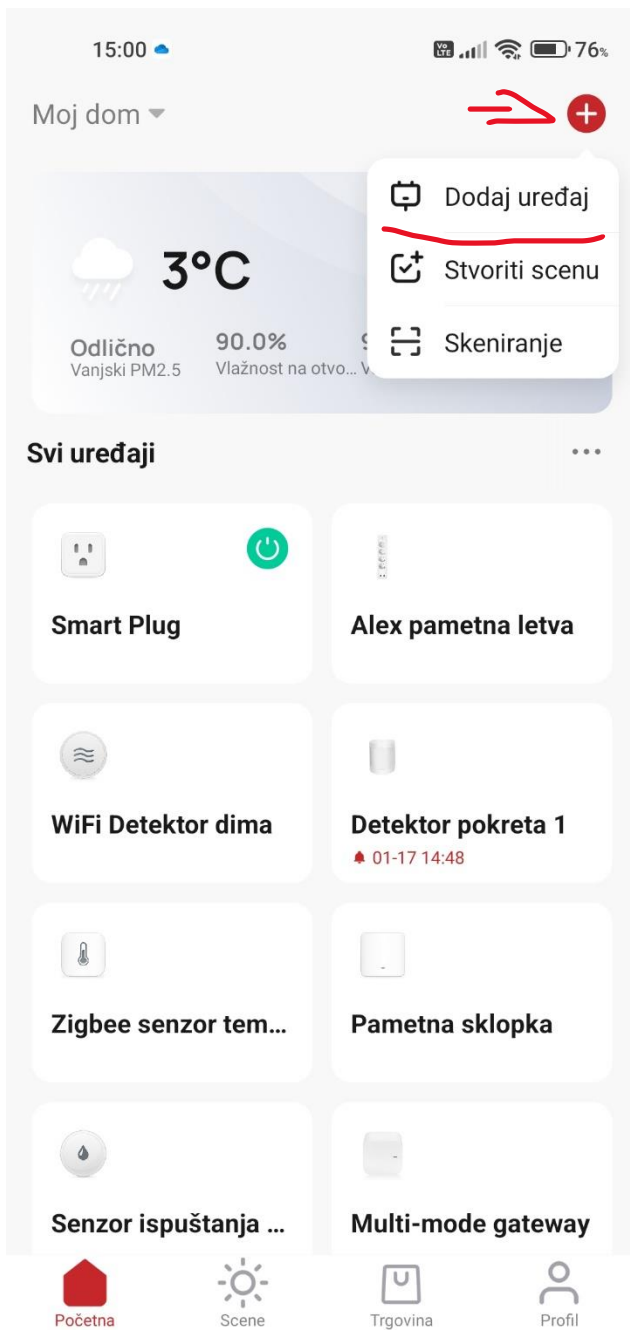 15:00
Vo LTE 76%
Moj dom
Dodaj uređaj
3°C
Stvoriti scenu
Odlično
90.0%
Skeniranje
Vanjski PM2.5
Vlažnost na otvo...
Svi uređaji
Smart Plug
Alex pametna letva
WiFi Detektor dima
Detektor pokreta 1
01-17 14:48
Zigbee senzor tem...
Pametna sklopka
Senzor ispuštanja ...
Multi-mode gateway
Početna
Scene
Trgovina
Profil